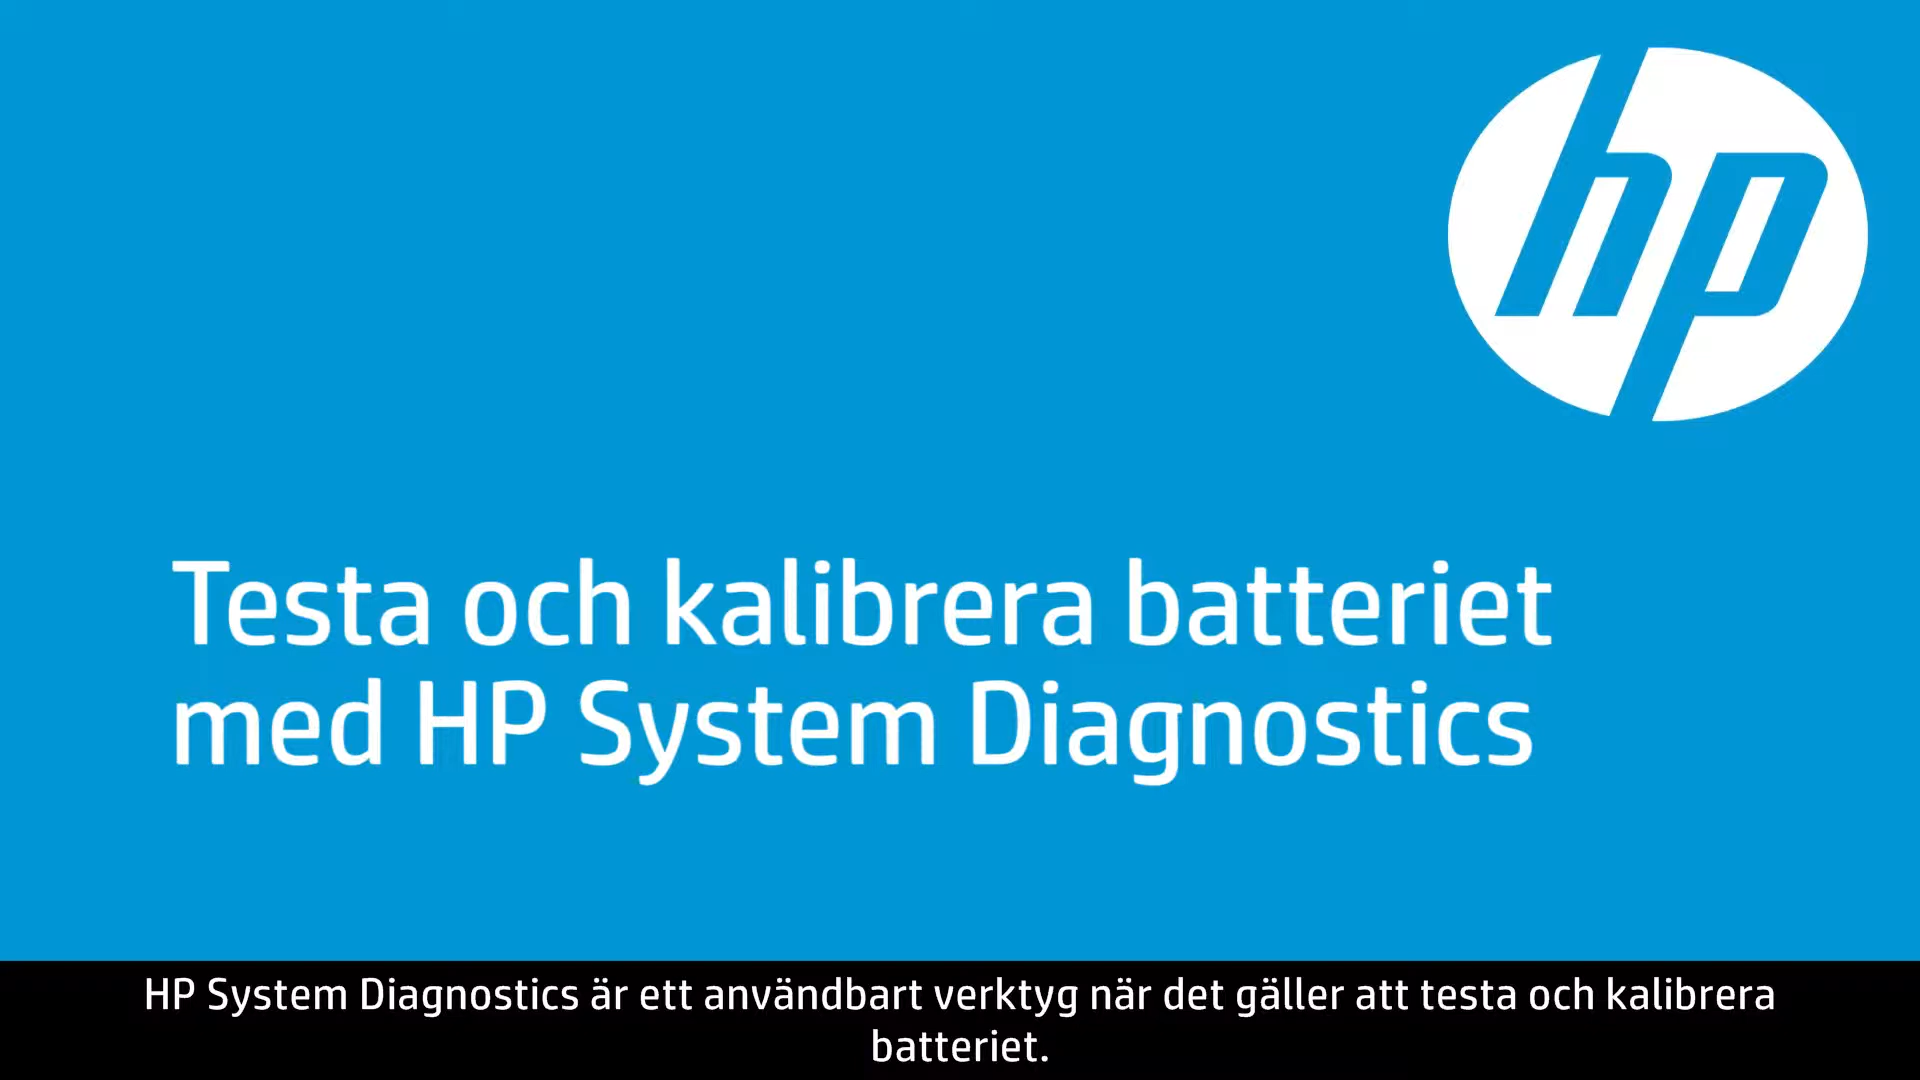 hp
Testa och kalibrera batteriet
med HP System Diagnostics
HP System Diagnostics är ett användbart verktyg när det gäller att testa och kalibrera
batteriet.